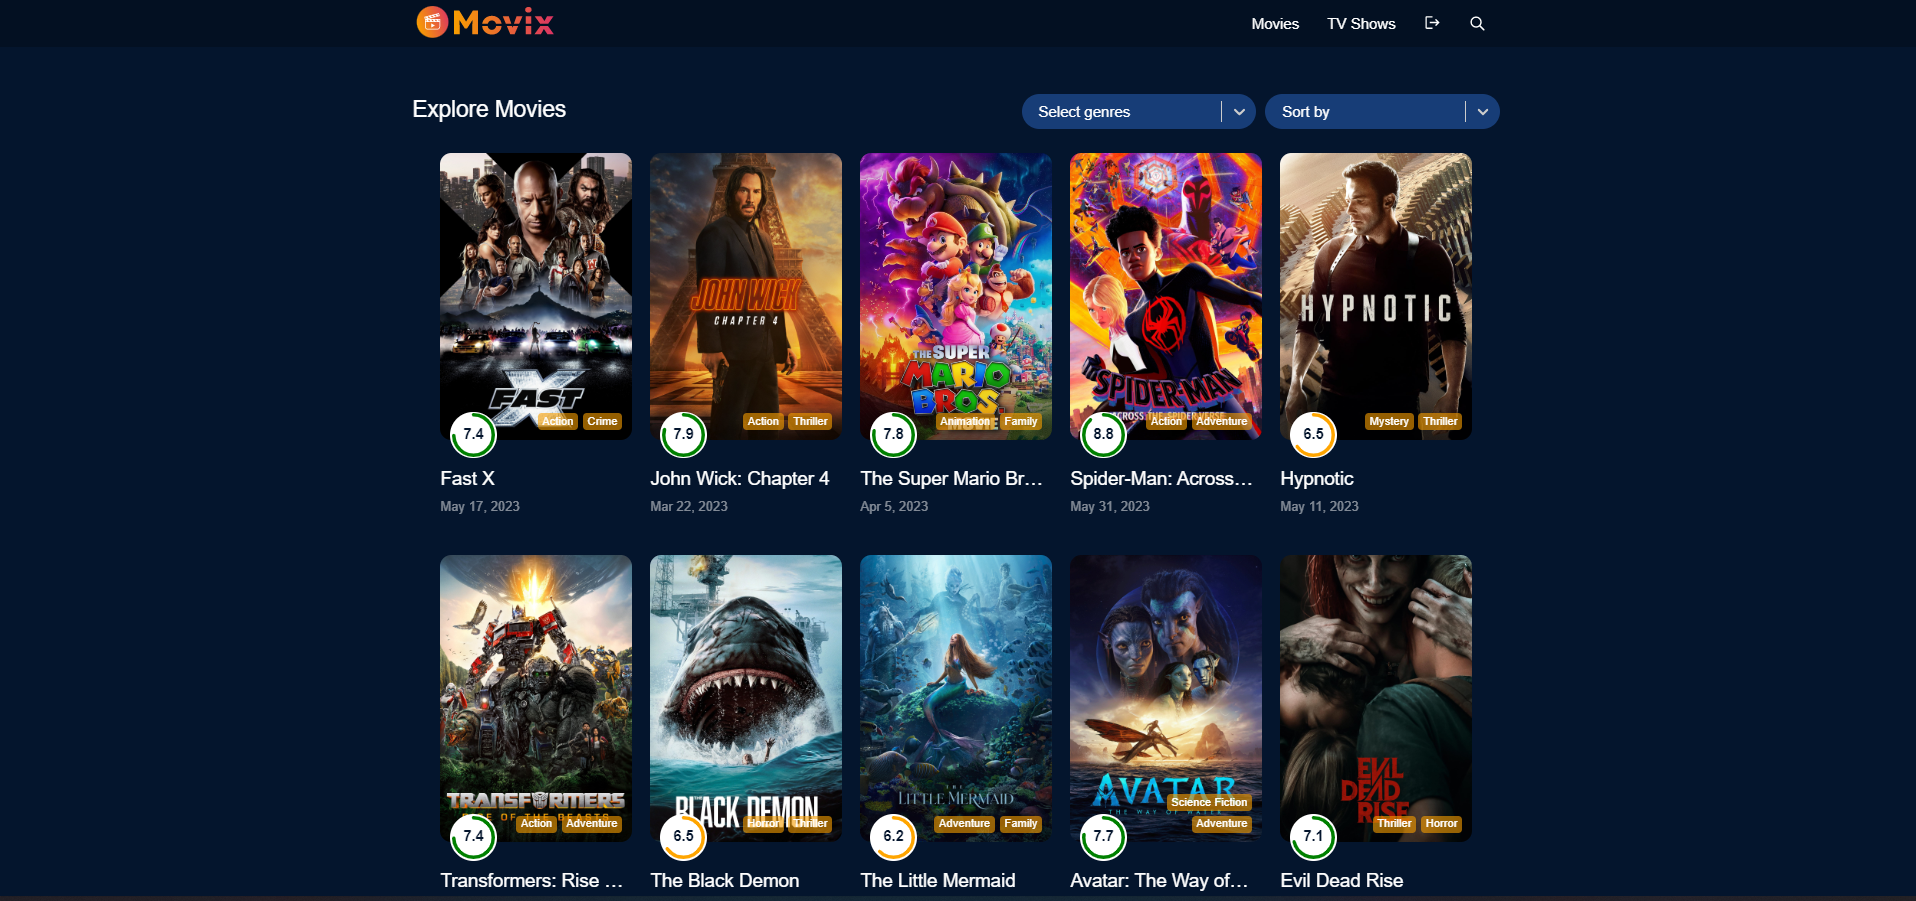 Movix
Movies
TV Shows
Explore Movies
Select genres
Sort by
FAST X
Action
Crime
7.4
Fast X
May 17, 2023
JOHN WICK
CHAPTER 4
Action
Thriller
7.9
John Wick: Chapter 4
Mar 22, 2023
THE SUPER
MARIO
BROS.
MOVIE
Animation
Family
7.8
The Super Mario Br...
Apr 5, 2023
SPIDER-MAN
ACROSS THE SPIDER-VERSE
Action
Adventure
8.8
Spider-Man: Across...
May 31, 2023
HYPNOTIC
Mystery
Thriller
6.5
Hypnotic
May 11, 2023
TRANSFORMERS
RISE OF THE BEASTS
Action
Adventure
7.4
Transformers: Rise ...
THE
BLACK DEMON
Horror
Thriller
6.5
The Black Demon
THE
LITTLE MERMAID
Adventure
Family
6.2
The Little Mermaid
AVATAR
THE WAY OF WATER
Science Fiction
Adventure
7.7
Avatar: The Way of...
EVIL
DEAD
RISE
Thriller
Horror
7.1
Evil Dead Rise